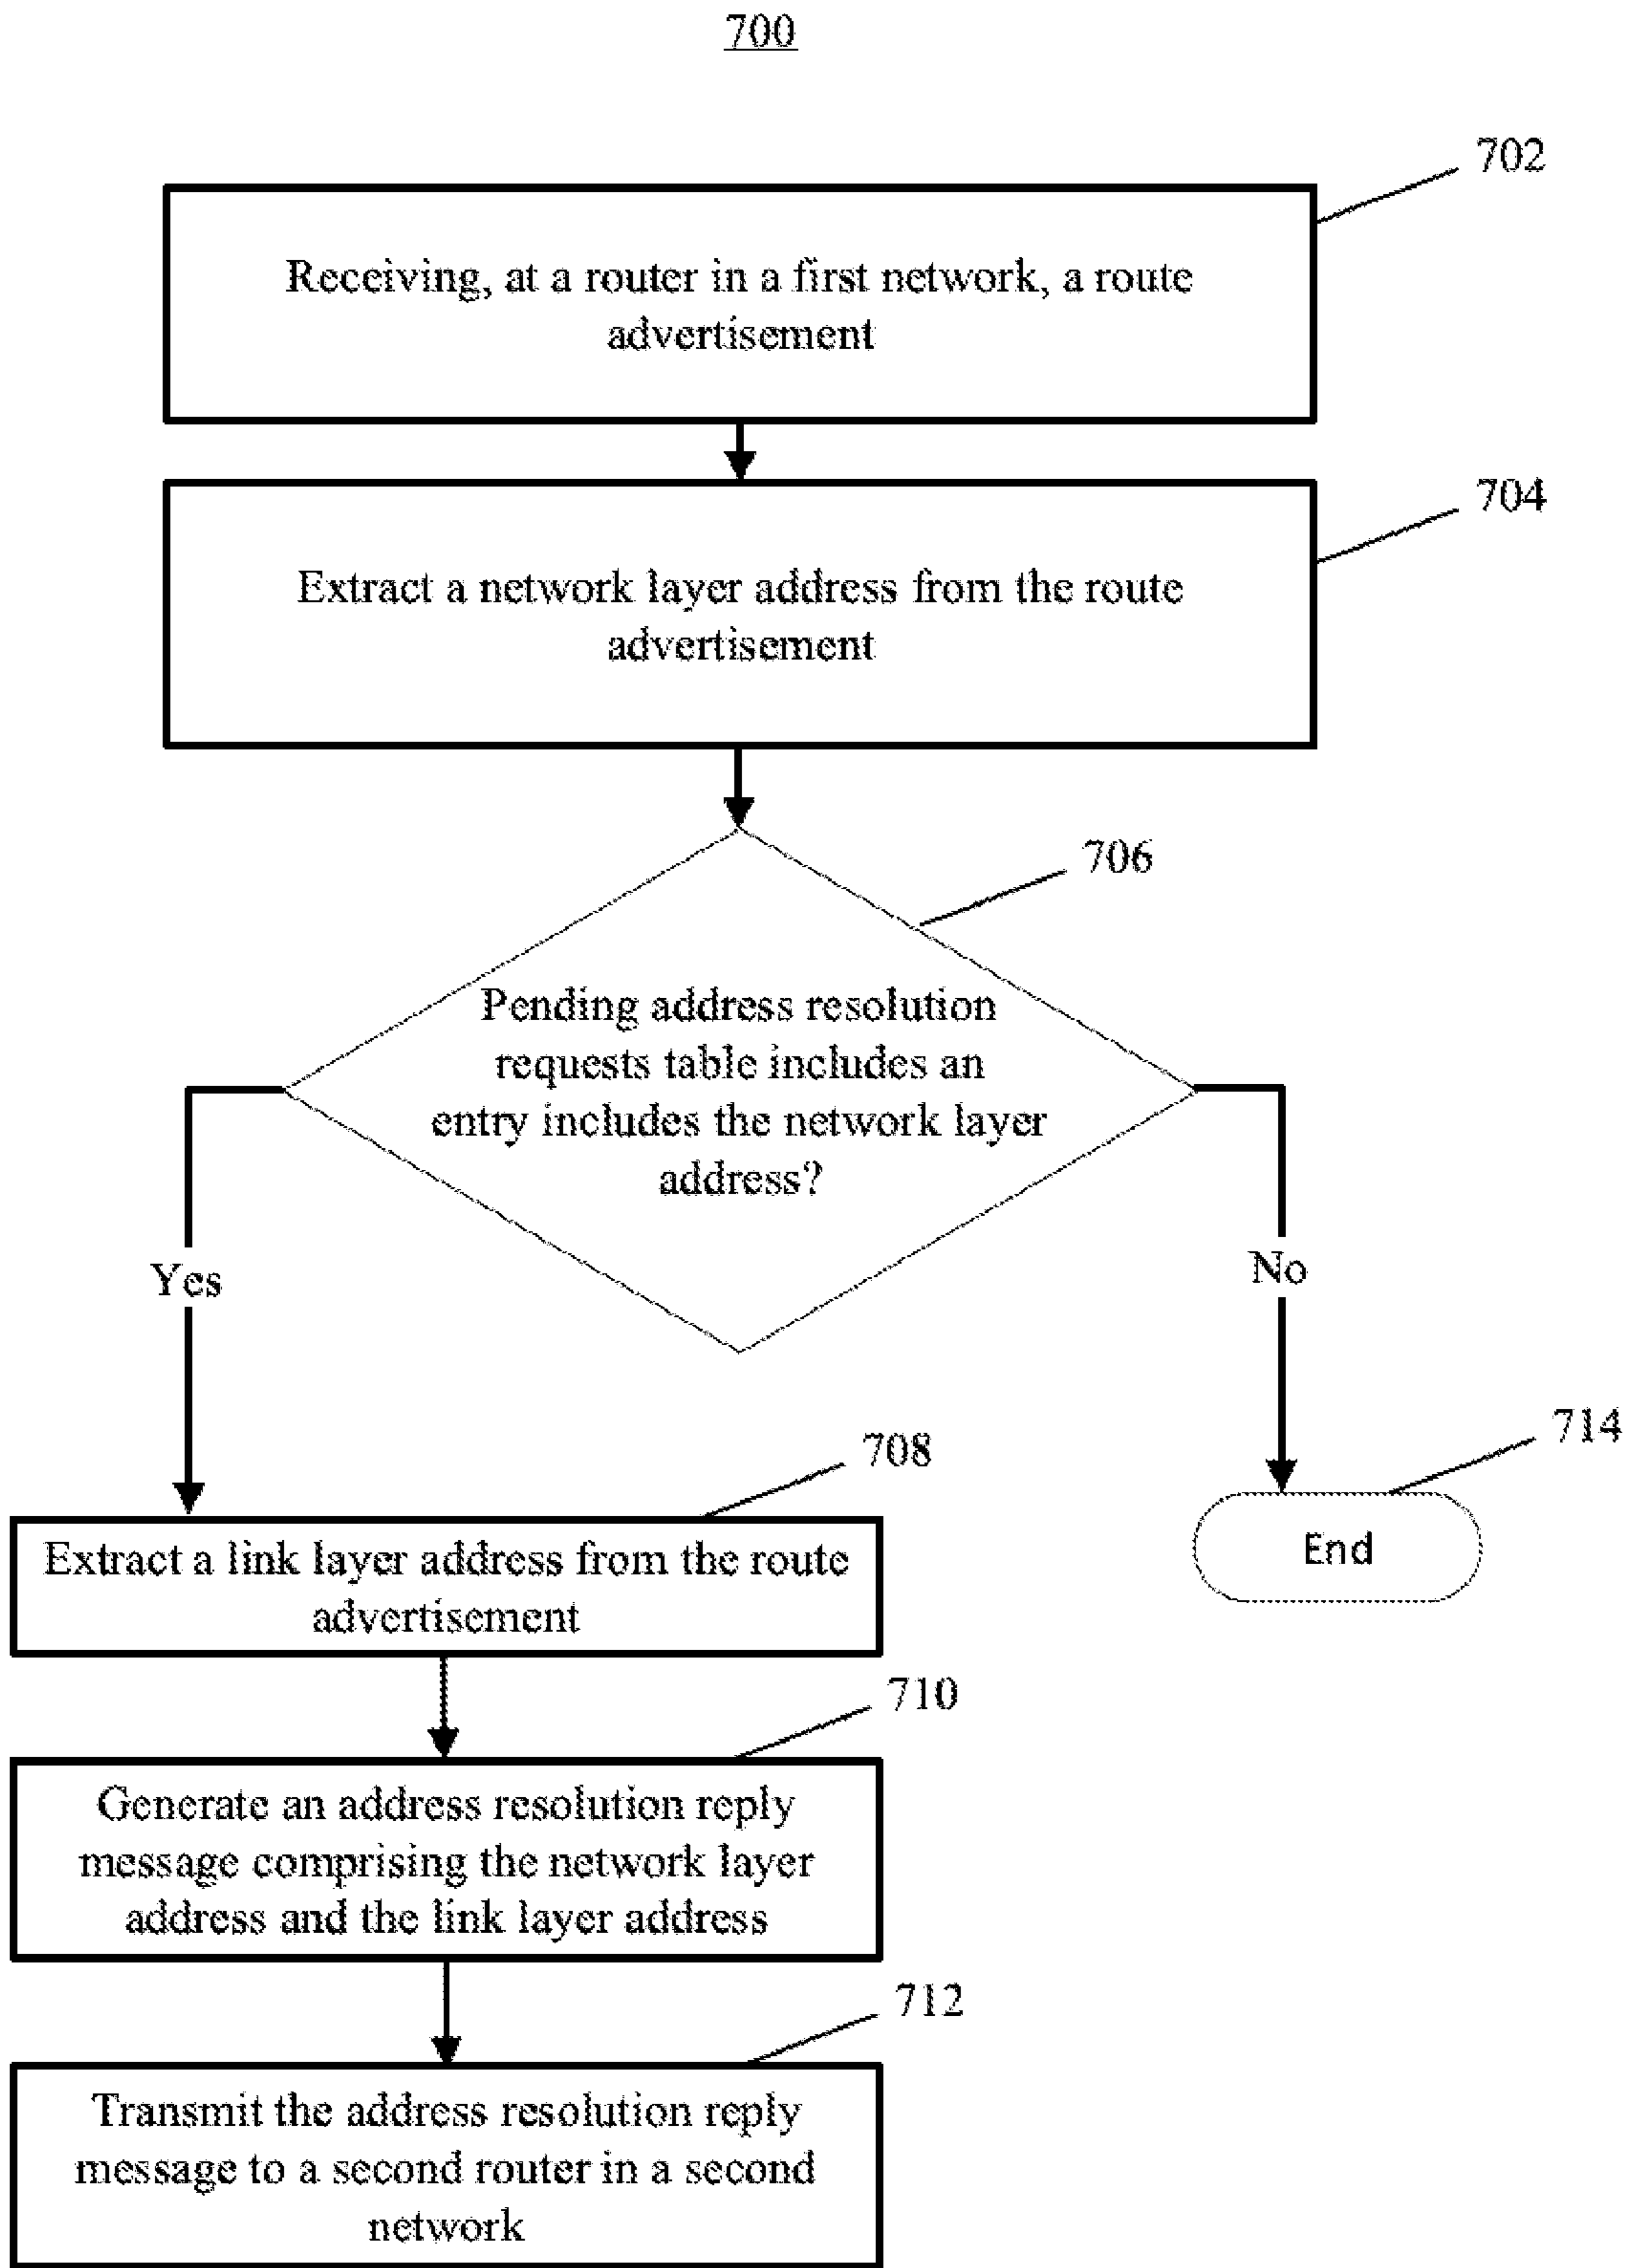 700
702
Receiving, at a router in a first network, a route
advertisement
704
Extract a network layer address from the route
advertisement
706
Pending address resolution
requests table includes an
entry includes the network layer
address?
Yes
No
708
714
Extract a link layer address from the route
advertisement
End
710
Generate an address resolution reply
message comprising the network layer
address and the link layer address
712
Transmit the address resolution reply
message to a second router in a second
network